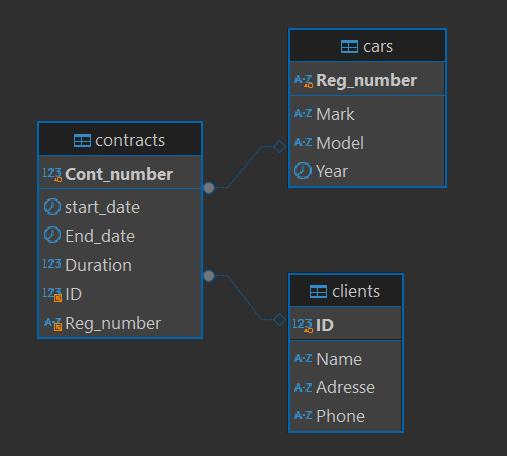 cars
Reg_number
Mark
Model
Year
contracts
Cont_number
start_date
End_date
Duration
ID
Reg_number
clients
ID
Name
Adresse
Phone